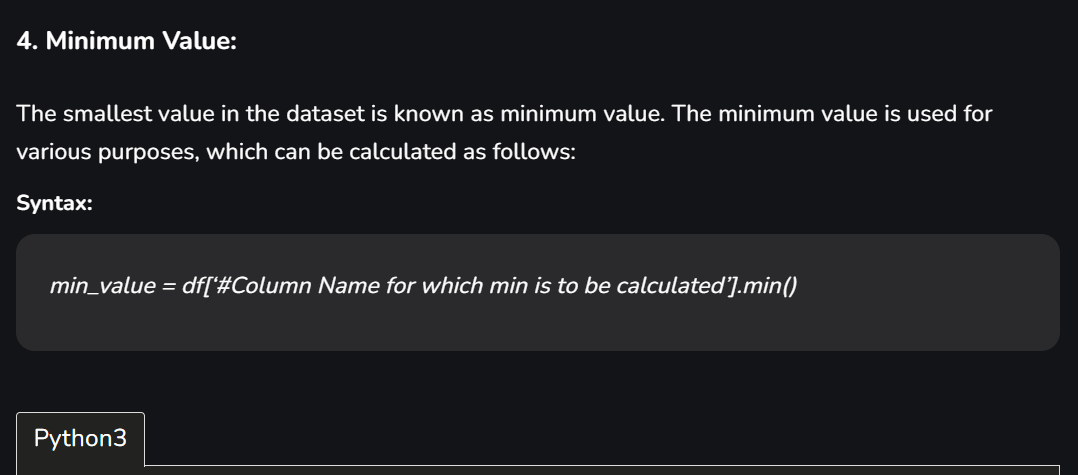 4. Minimum Value:
The smallest value in the dataset is known as minimum value. The minimum value is used for
various purposes, which can be calculated as follows:
Syntax:
min_value = df[‘#Column Name for which min is to be calculated’].min()
Python3